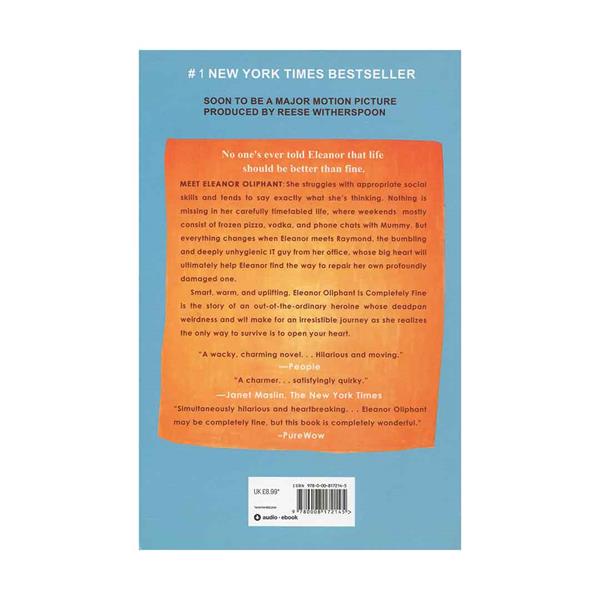 # 1 NEW YORK TIMES BESTSELLER
SOON TO BE A MAJOR MOTION PICTURE
PRODUCED BY REESE WITHERSPOON
No one's ever told Eleanor that life
should be better than fine.
MEET ELEANOR OLIPHANT: She struggles with appropriate social
skills and tends to say exactly what she's thinking. Nothing is
missing in her carefully timetabled life, where weekends mostly
consist of frozen pizza, vodka, and phone chats with Mummy. But
everything changes when Eleanor meets Raymond, the bumbling
and deeply unhygienic IT guy from her office, whose big heart will
ultimately help Eleanor find the way to repair her own profoundly
damaged one.
Smart, warm, and uplifting, Eleanor Oliphant Is Completely Fine
is the story of an out-of-the-ordinary heroine whose deadpan
weirdness and wit make for an irresistible journey as she realizes
the only way to survive is to open your heart.
"A wacky, charming novel. . . Hilarious and moving."
—People
"A charmer. . . satisfyingly quirky."
—Janet Maslin, The New York Times
"Simultaneously hilarious and heartbreaking. . . Eleanor Oliphant
may be completely fine, but this book is completely wonderful."
–PureWow
UK £8.99*
audio • ebook
ISBN 978-0-00-817214-5
9 780008 172145 >